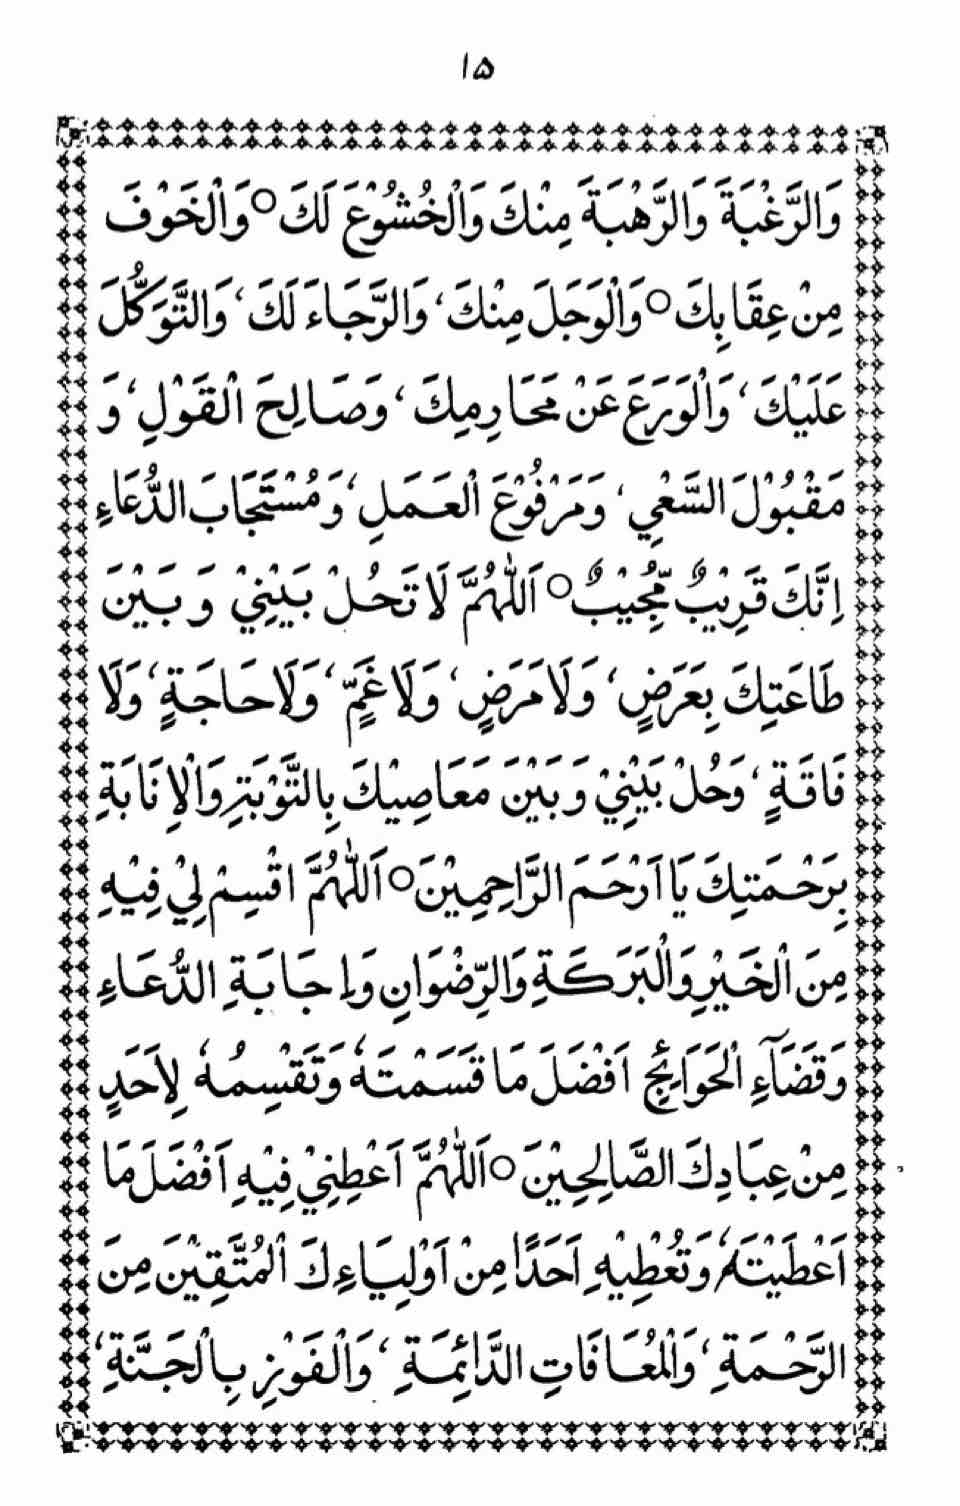 ۱۵
وَالرَّغْبَةَ وَالرَّهْبَةَ مِنْكَ وَالْخُشُوْعَ لَكَ ○ وَالْخَوْفَ
مِنْ عِقَابِكَ ○ وَالْوَجَلَ مِنْكَ ، وَالرَّجَاءَ لَكَ ، وَالتَّوَكُّلَ
عَلَيْكَ ، وَالْوَرَعَ عَنْ مَحَارِمِكَ ، وَصَالِحَ الْقَوْلِ ، وَ
مَقْبُوْلَ السَّعْيِ ، وَمَرْفُوْعَ الْعَمَلِ ، وَمُسْتَجَابَ الدُّعَاءِ
اِنَّكَ قَرِيْبٌ مُّجِيْبٌ ○ اَللّٰهُمَّ لَا تَحُلْ بَيْنِيْ وَ بَيْنَ
طَاعَتِكَ بِعَرَضٍ ، وَلَا مَرَضٍ ، وَلَا غَمٍّ ، وَلَا حَاجَةٍ ، وَلَا
فَاقَةٍ ، وَحُلْ بَيْنِيْ وَبَيْنَ مَعَاصِيْكَ بِالتَّوْبَةِ وَالْاِنَابَةِ
بِرَحْمَتِكَ يَا اَرْحَمَ الرَّاحِمِيْنَ ○ اَللّٰهُمَّ اقْسِمْ لِيْ فِيْهِ
مِنَ الْخَيْرِ وَالْبَرَكَةِ وَالرِّضْوَانِ وَاِجَابَةِ الدُّعَاءِ
وَقَضَآءِ الْحَوَائِجِ اَفْضَلَ مَا قَسَمْتَهٗ وَتَقْسِمُهٗ لِاَحَدٍ
مِنْ عِبَادِكَ الصَّالِحِيْنَ ○ اَللّٰهُمَّ اَعْطِنِيْ فِيْهِ اَفْضَلَ مَا
اَعْطَيْتَهٗ وَتُعْطِيْهِ اَحَدًا مِنْ اَوْلِيَاءِكَ الْمُتَّقِيْنَ مِنَ
الرَّحْمَةِ ، وَالْمُعَافَاتِ الدَّائِمَةِ ، وَالْفَوْزِ بِالْجَنَّةِ ،